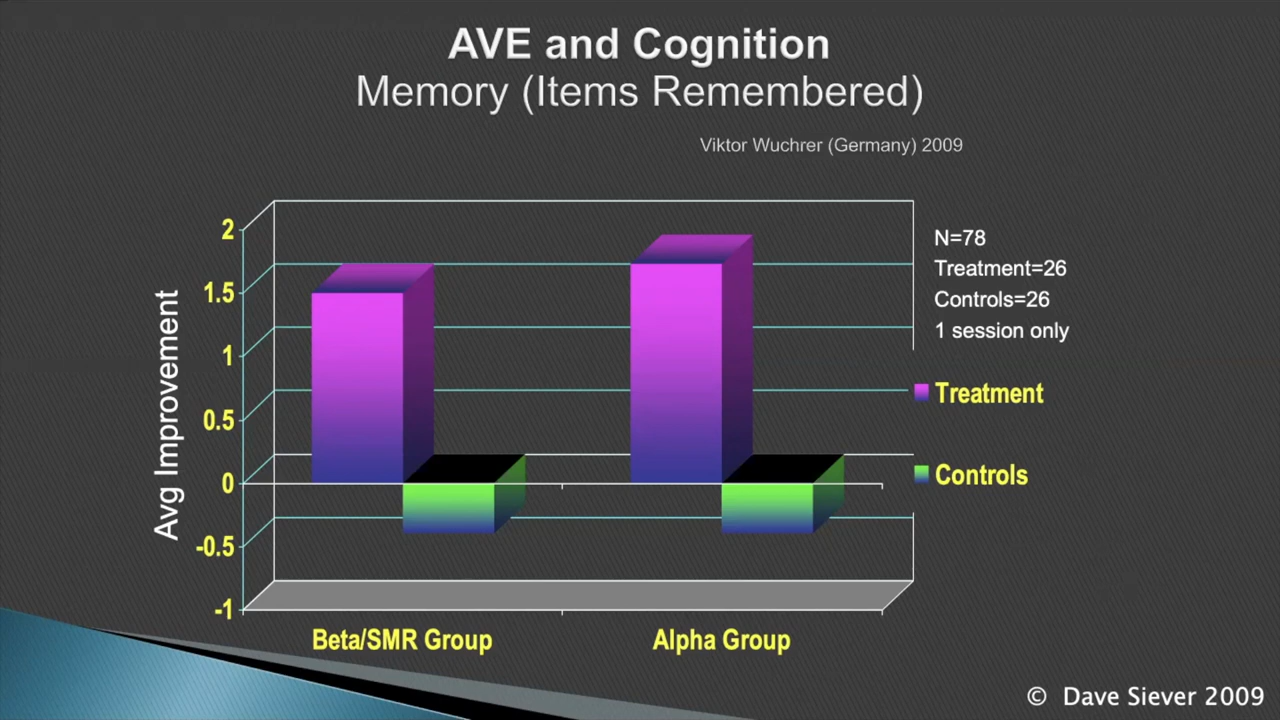 AVE and Cognition
Memory (Items Remembered)
Viktor Wuchrer (Germany) 2009
Avg Improvement
2
1.5
1
0.5
0
-0.5
-1
Beta/SMR Group
Alpha Group
N=78
Treatment=26
Controls=26
1 session only
Treatment
Controls
© Dave Siever 2009